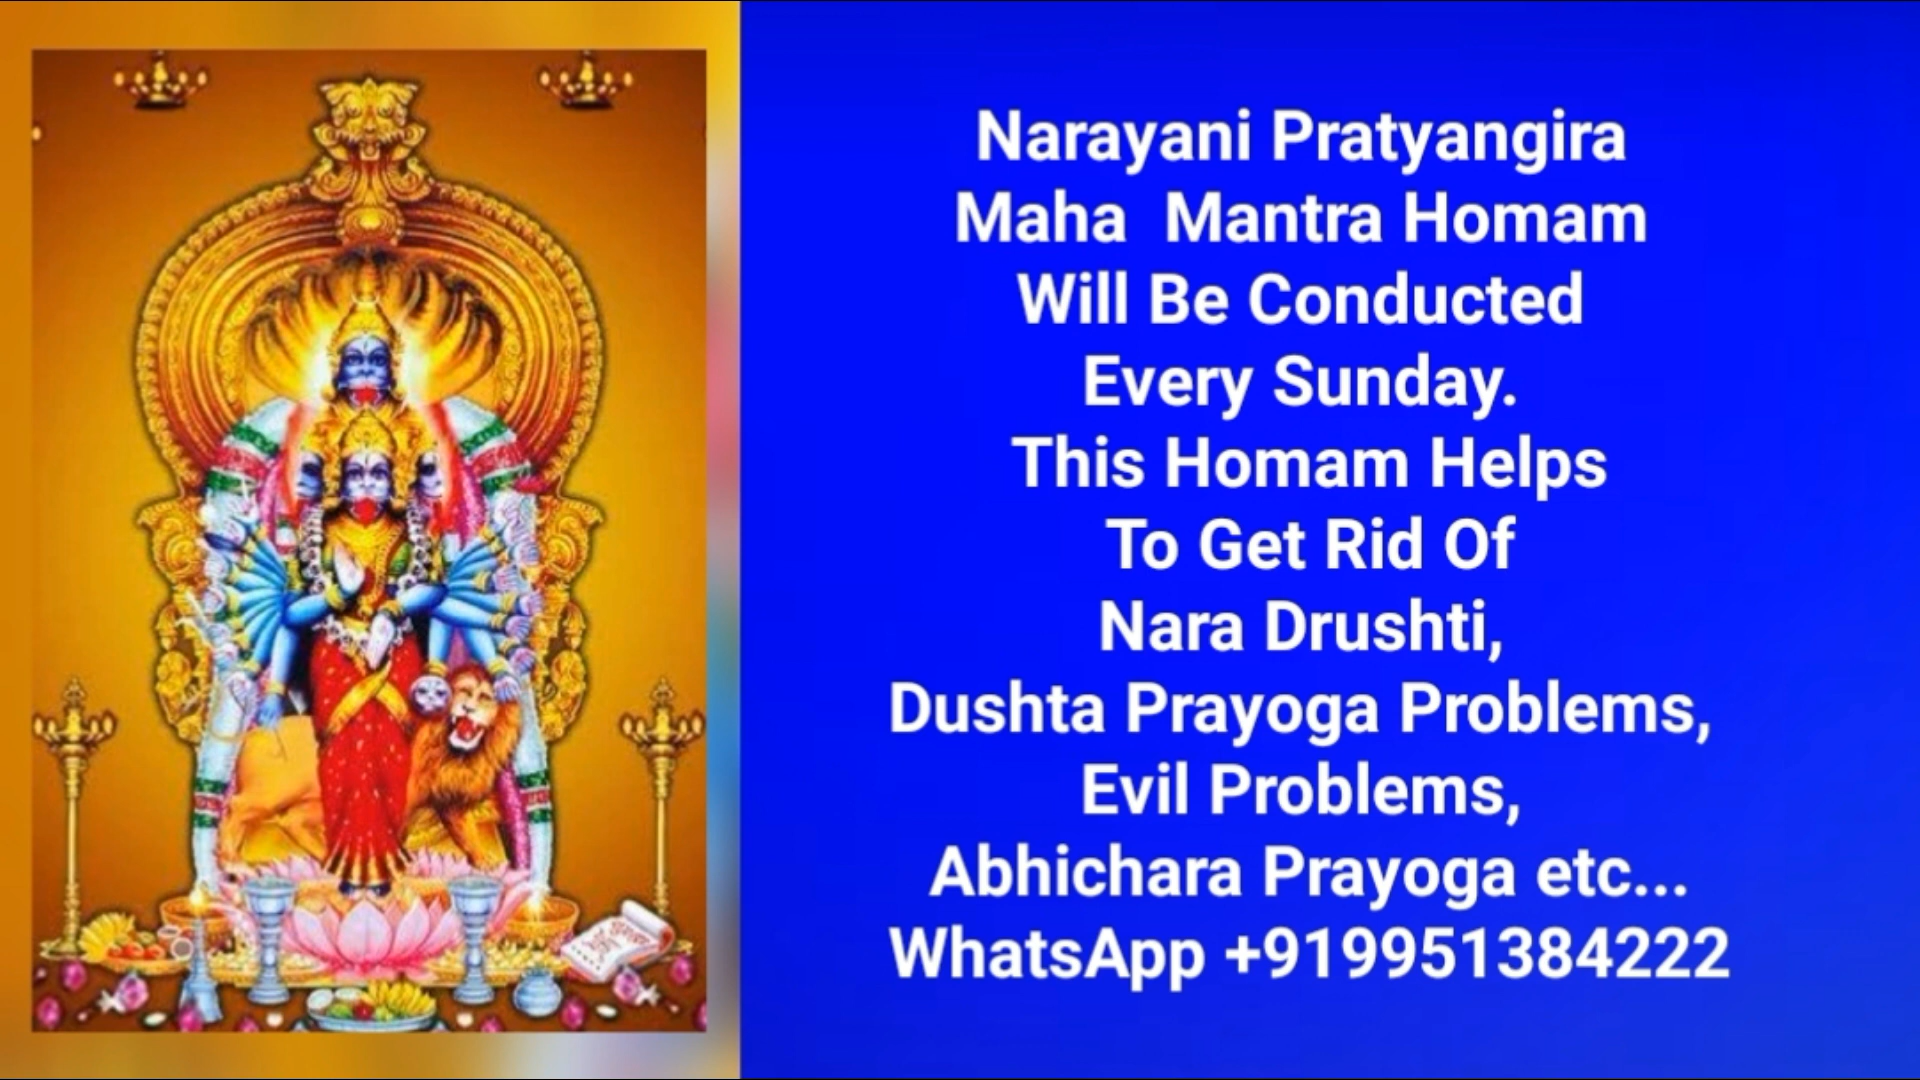 Narayani Pratyangira
Maha Mantra Homam
Will Be Conducted
Every Sunday.
This Homam Helps
To Get Rid Of
Nara Drushti,
Dushta Prayoga Problems,
Evil Problems,
Abhichara Prayoga etc...
WhatsApp +919951384222